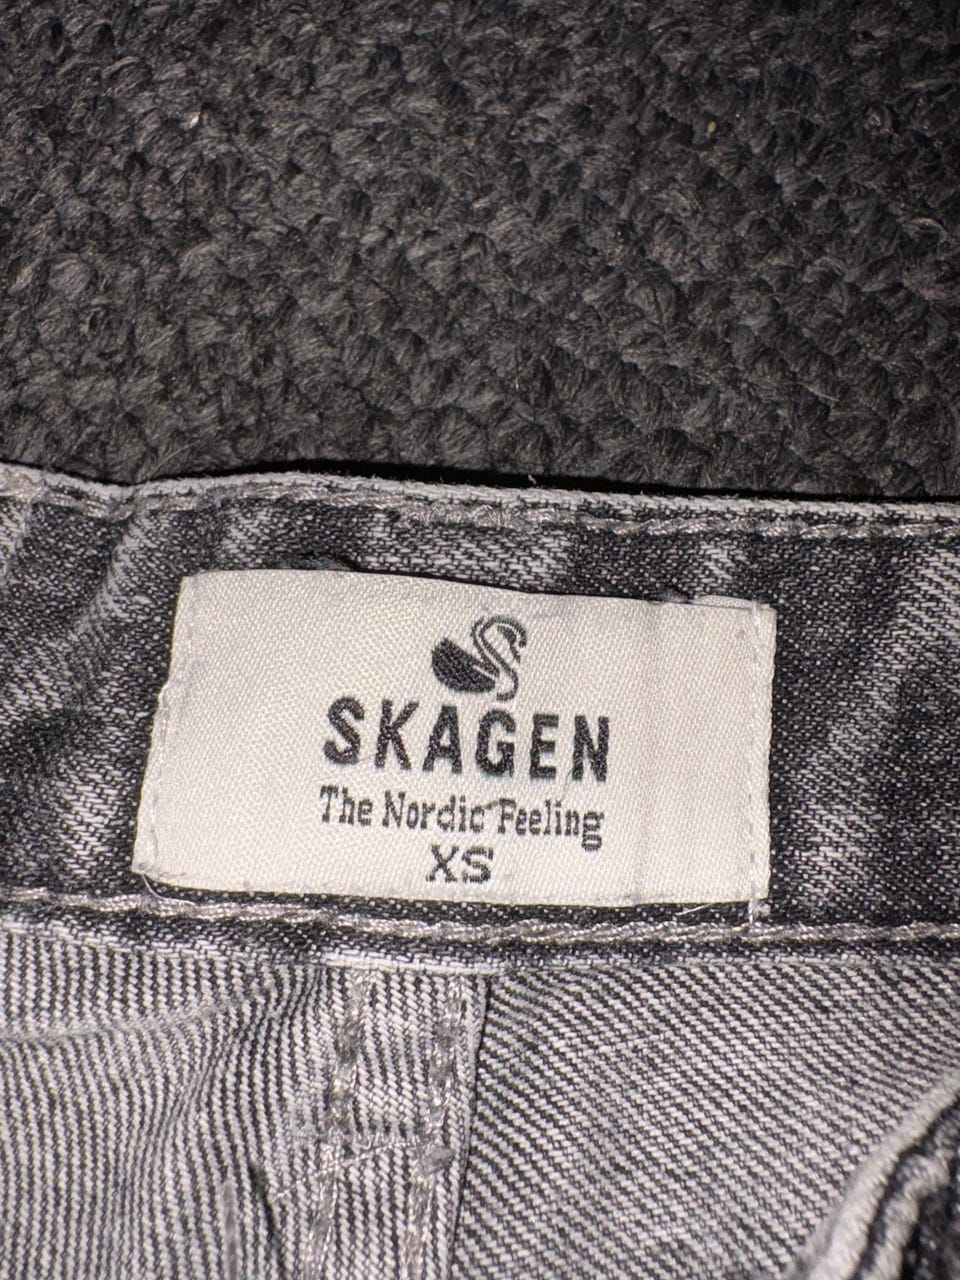 SKAGEN
The Nordic Feeling
XS